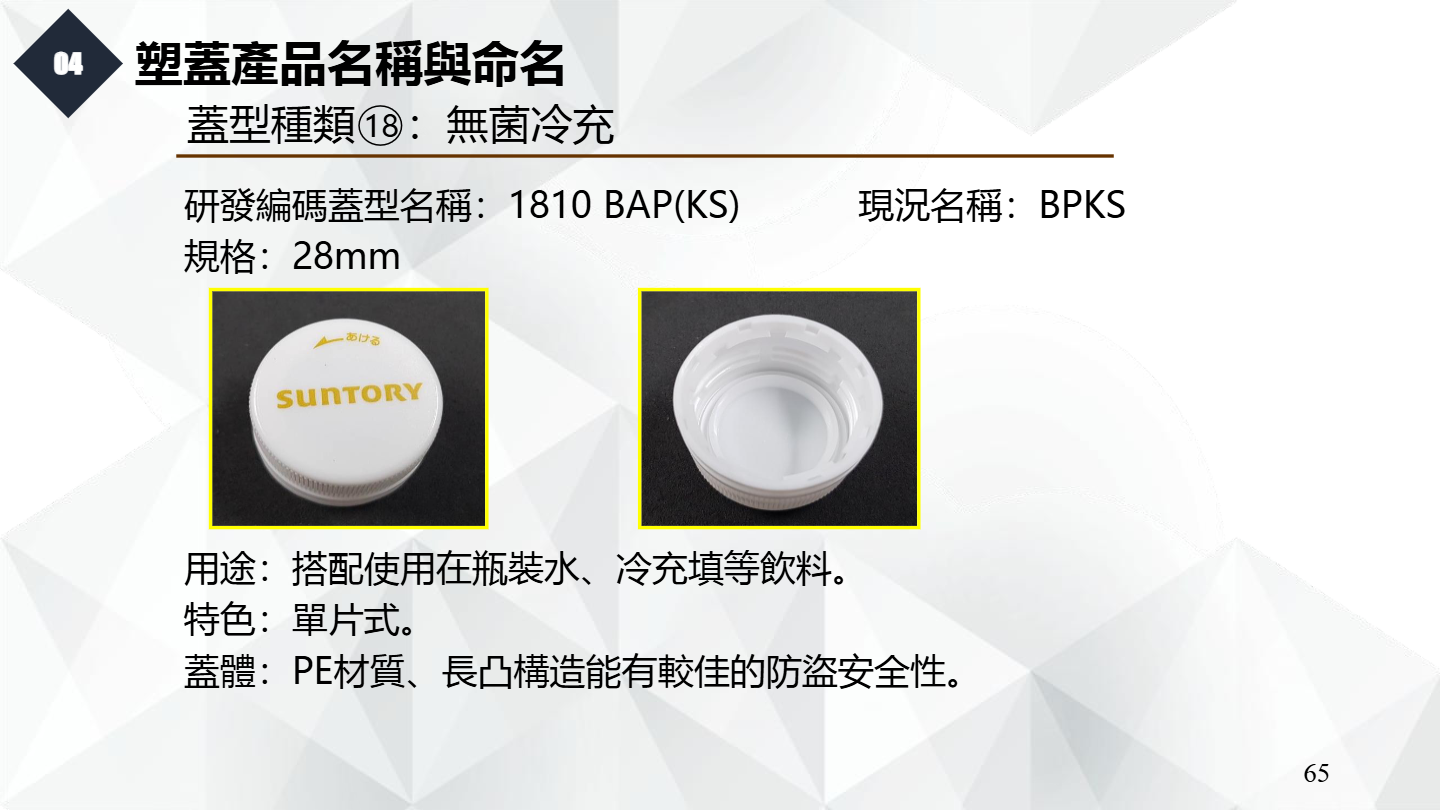 04
塑蓋產品名稱與命名
蓋型種類⑱：無菌冷充
研發編碼蓋型名稱：1810 BAP(KS) 現況名稱：BPKS
規格：28mm
あける
SUNTORY
用途：搭配使用在瓶裝水、冷充填等飲料。
特色：單片式。
蓋體：PE材質、長凸構造能有較佳的防盜安全性。
65